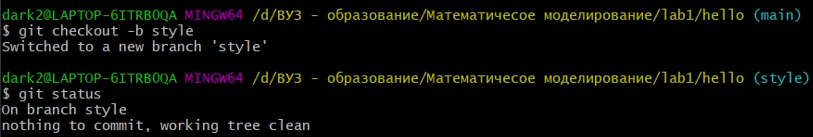 dark2@LAPTOP-6ITRB0QA MINGW64 /d/ВУЗ - образование/Математичесое моделирование/lab1/hello (main)
$ git checkout -b style
Switched to a new branch 'style'
dark2@LAPTOP-6ITRB0QA MINGW64 /d/ВУЗ - образование/Математичесое моделирование/lab1/hello (style)
$ git status
On branch style
nothing to commit, working tree clean